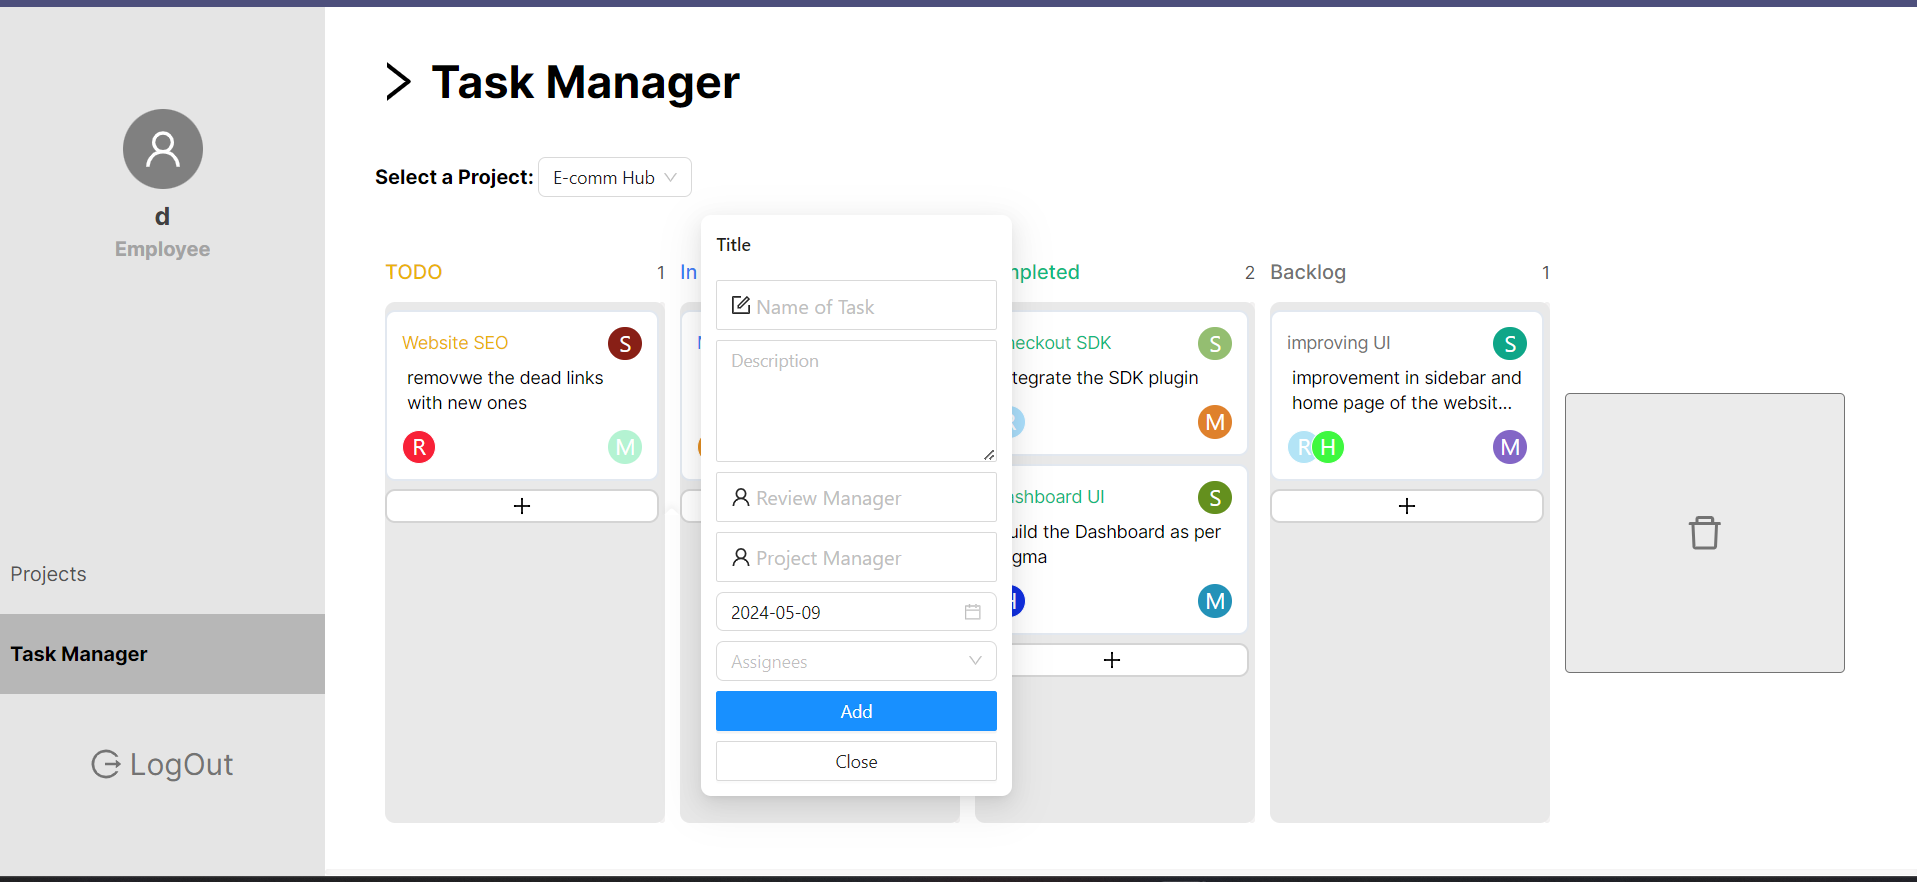 Task Manager
d
Employee
Projects
Task Manager
LogOut
Select a Project: E-comm Hub
TODO 1
Website SEO S
removwe the dead links
with new ones
R M
In
Title
Name of Task
Description
Review Manager
Project Manager
2024-05-09
Assignees
Add
Close
mpleted 2
eckout SDK S
tegrate the SDK plugin
M
shboard UI S
uild the Dashboard as per
gma
H M
Backlog 1
improving UI S
improvement in sidebar and
home page of the websit...
R H M